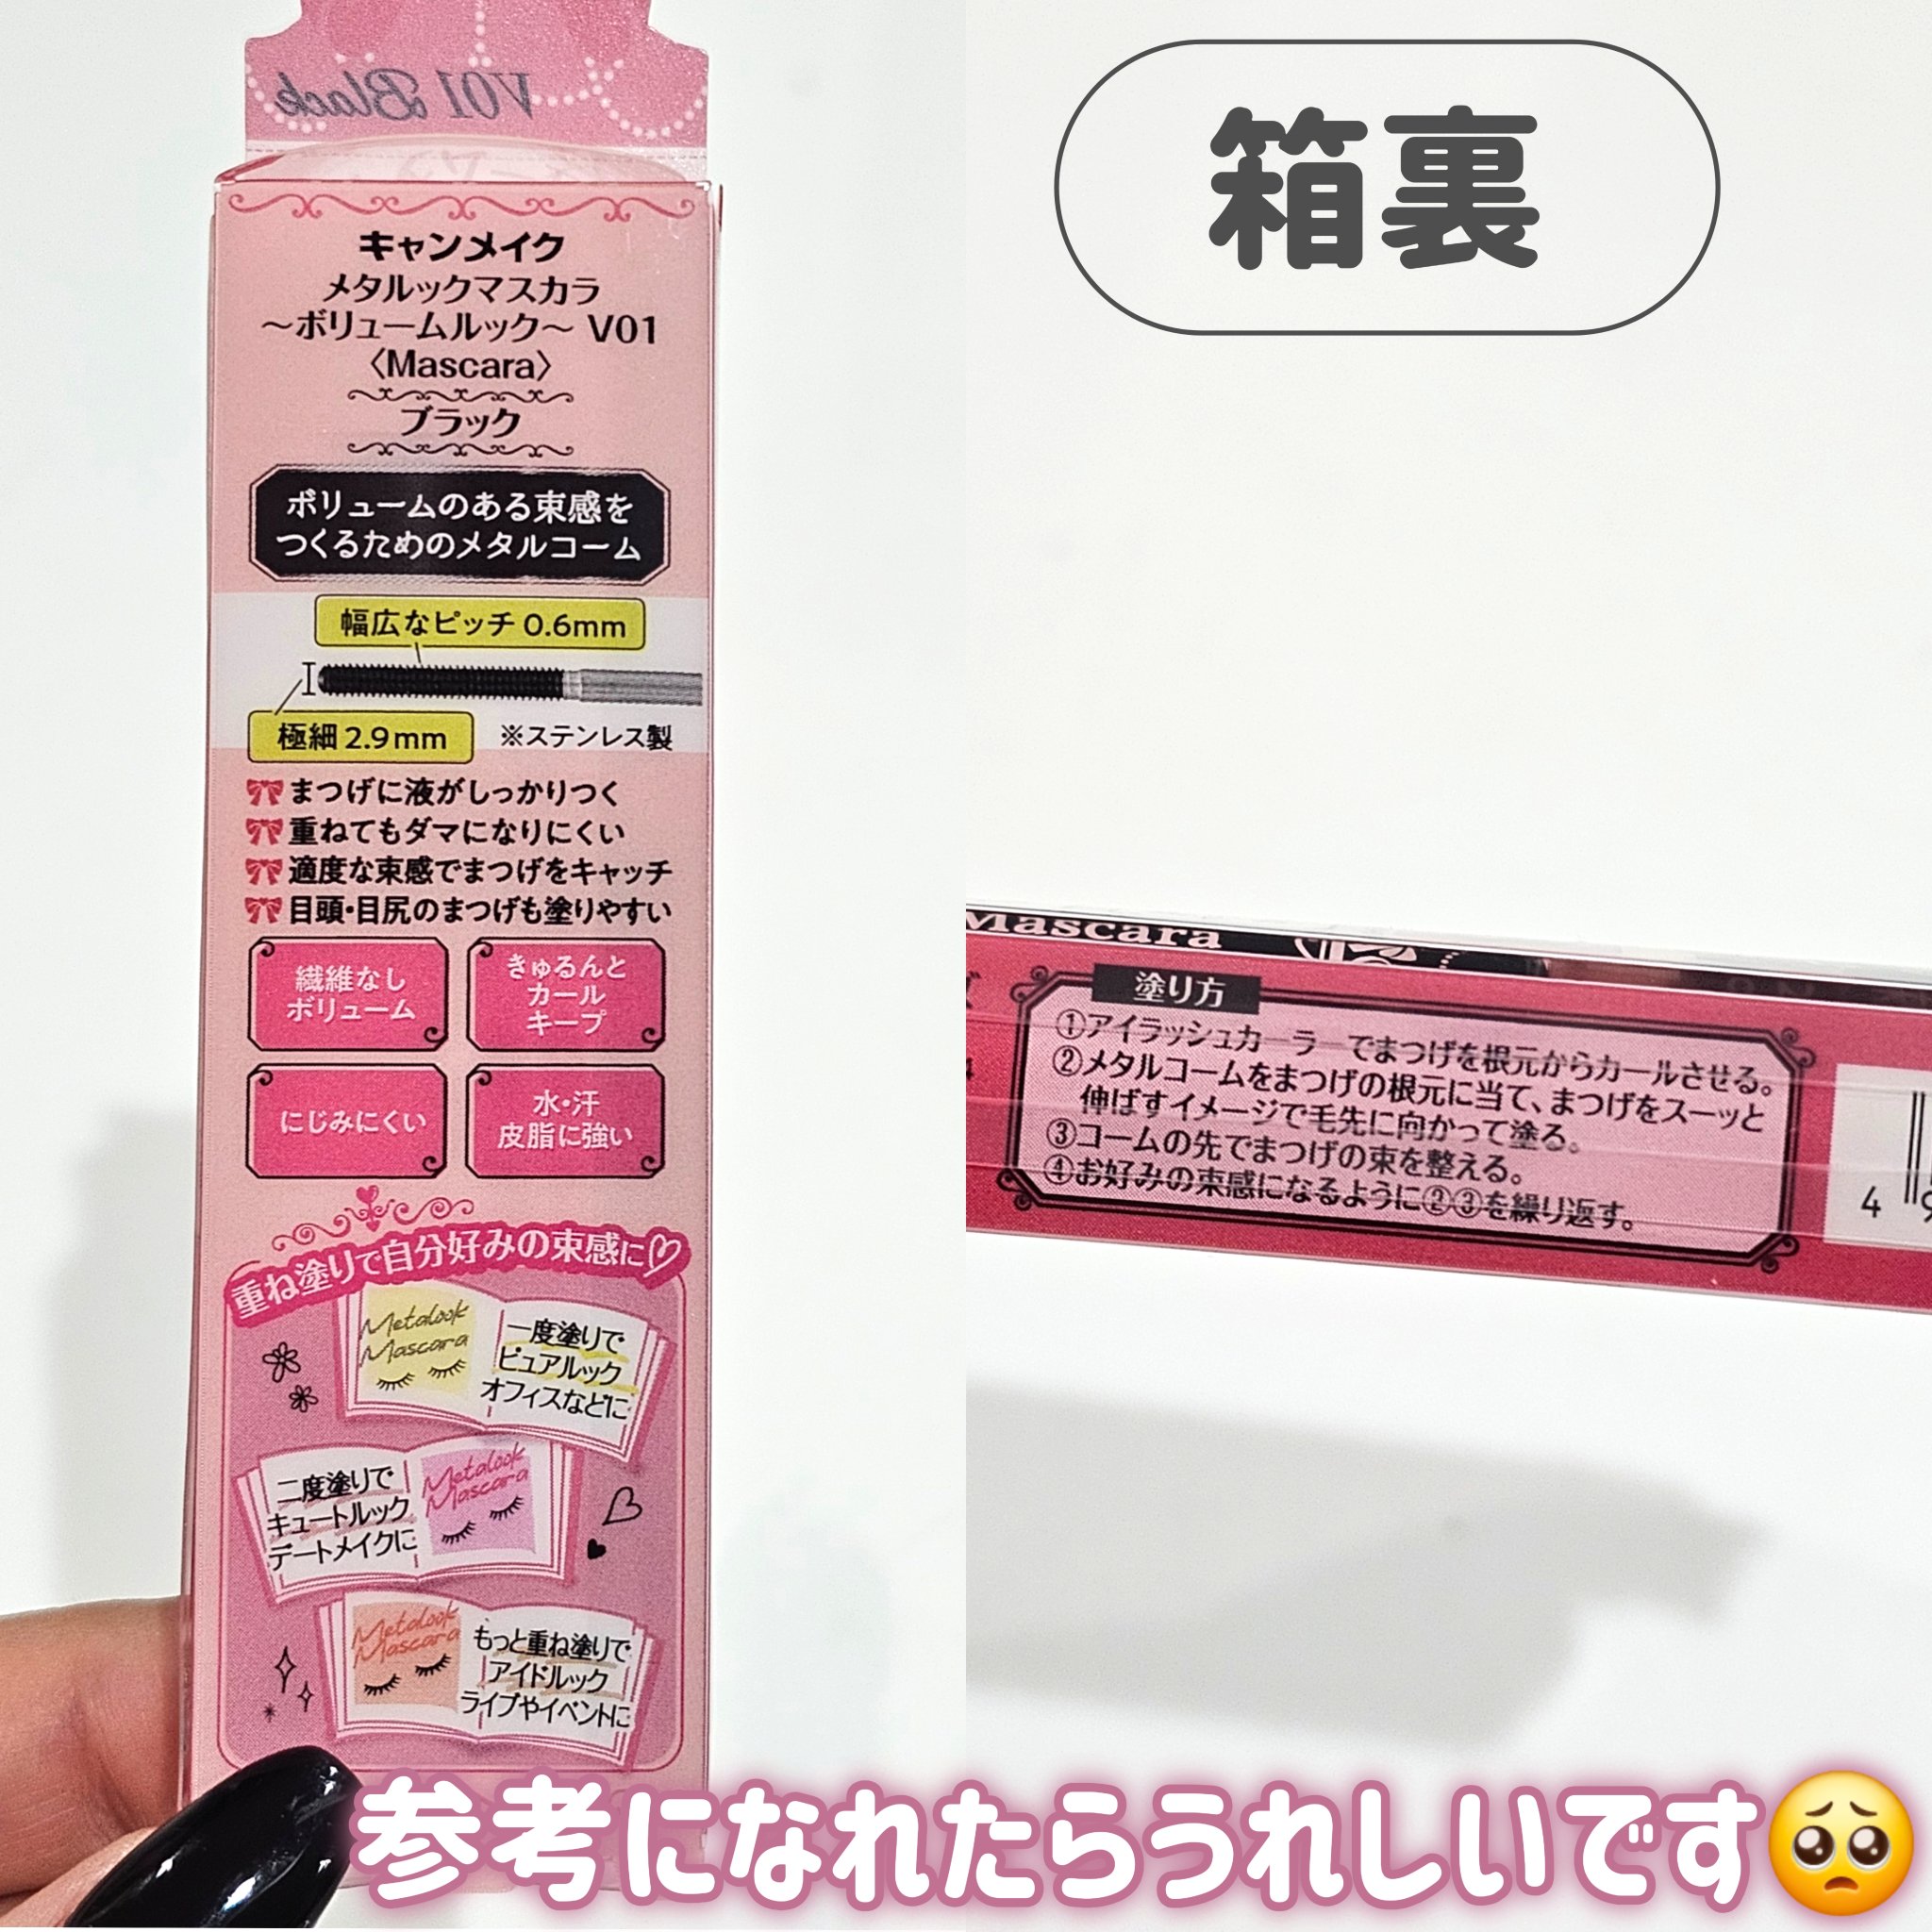 V01 Black
キャンメイク
メタルックマスカラ
～ボリュームルック～ V01
〈Mascara〉
ブラック
ボリュームのある束感を
つくるためのメタルコーム
幅広なピッチ 0.6mm
極細 2.9mm
※ステンレス製
まつげに液がしっかりつく
重ねてもダマになりにくい
適度な束感でまつげをキャッチ
目頭・目尻のまつげも塗りやすい
繊維なし
ボリューム
きゅるんと
カール
キープ
にじみにくい
水・汗
皮脂に強い
重ね塗りで自分好みの束感に♡
Metalook
Mascara
一度塗りで
ピュアルック
オフィスなどに
二度塗りで
キュートルック
デートメイクに
Metalook
Mascara
Metalook
Mascara
もっと重ね塗りで
アイドルック
ライブやイベントに
箱裏
Mascara
塗り方
①アイラッシュカーラーでまつげを根元からカールさせる。
②メタルコームをまつげの根元に当て、まつげをスーッと
伸ばすイメージで毛先に向かって塗る。
③コームの先でまつげの束を整える。
④お好みの束感になるように②③を繰り返す。
4 9
参考になれたらうれしいです🥺